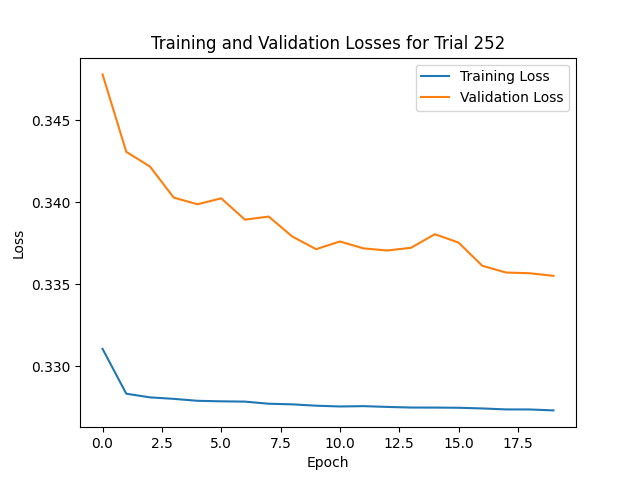 Training and Validation Losses for Trial 252
Training Loss
Validation Loss
0.345
0.340
0.335
0.330
Loss
0.0 2.5 5.0 7.5 10.0 12.5 15.0 17.5
Epoch